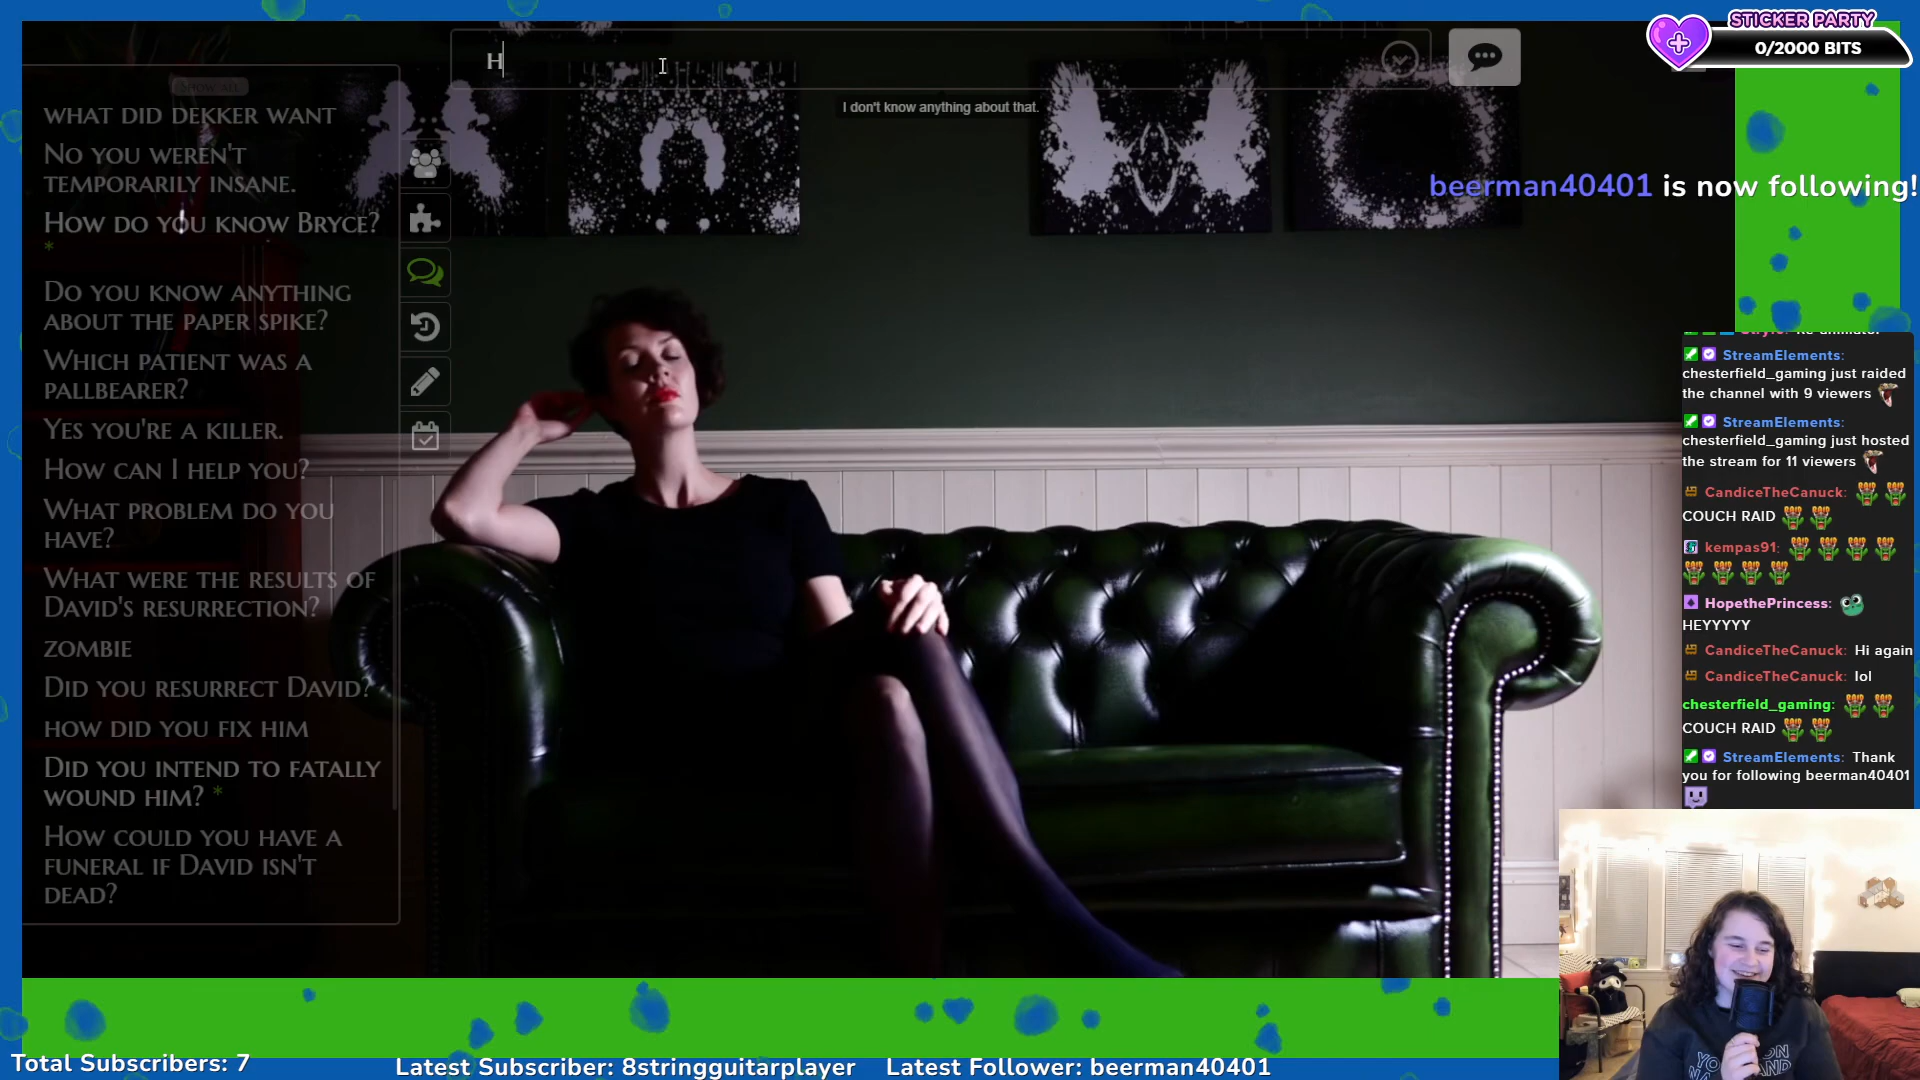 STICKER PARTY
0/2000 BITS
H
SHOW ALL
I don't know anything about that.
beerman40401 is now following!
WHAT DID DEKKER WANT
NO YOU WEREN'T
TEMPORARILY INSANE.
HOW DO YOU KNOW BRYCE?
*
DO YOU KNOW ANYTHING
ABOUT THE PAPER SPIKE?
WHICH PATIENT WAS A
PALLBEARER?
YES YOU'RE A KILLER.
HOW CAN I HELP YOU?
WHAT PROBLEM DO YOU
HAVE?
WHAT WERE THE RESULTS OF
DAVID'S RESURRECTION?
ZOMBIE
DID YOU RESURRECT DAVID?
HOW DID YOU FIX HIM
DID YOU INTEND TO FATALLY
WOUND HIM? *
HOW COULD YOU HAVE A
FUNERAL IF DAVID ISN'T
DEAD?
StreamElements:
chesterfield_gaming just raided
the channel with 9 viewers
StreamElements:
chesterfield_gaming just hosted
the stream for 11 viewers
CandiceTheCanuck:
COUCH RAID
kempas91:
HopethePrincess:
HEYYYYY
CandiceTheCanuck: Hi again
CandiceTheCanuck: lol
chesterfield_gaming:
COUCH RAID
StreamElements: Thank
you for following beerman40401
Total Subscribers: 7
Latest Subscriber: 8stringguitarplayer
Latest Follower: beerman40401